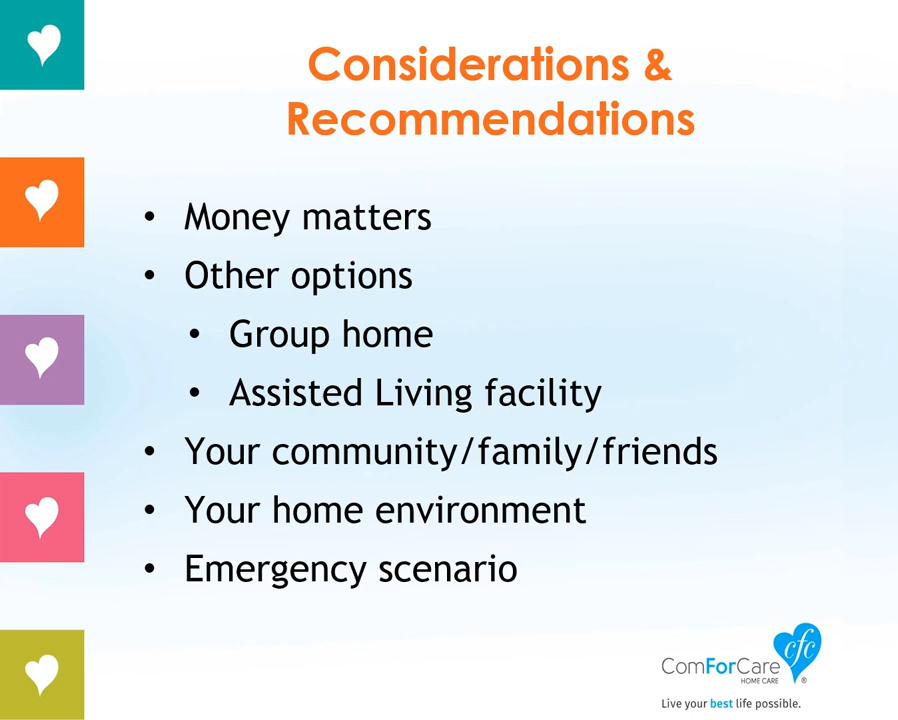 Considerations &
Recommendations
• Money matters
• Other options
• Group home
• Assisted Living facility
• Your community/family/friends
• Your home environment
• Emergency scenario
cfc
ComForCare
HOME CARE ®
Live your best life possible.